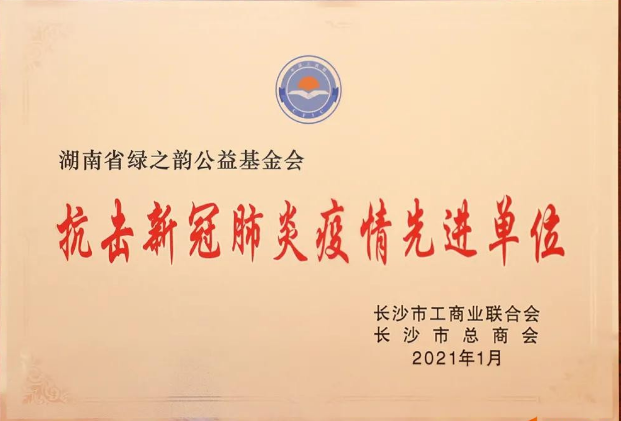 湖南省绿之韵公益基金会
抗击新冠肺炎疫情先进单位
长沙市工商业联合会
长沙市总商会
2021年1月